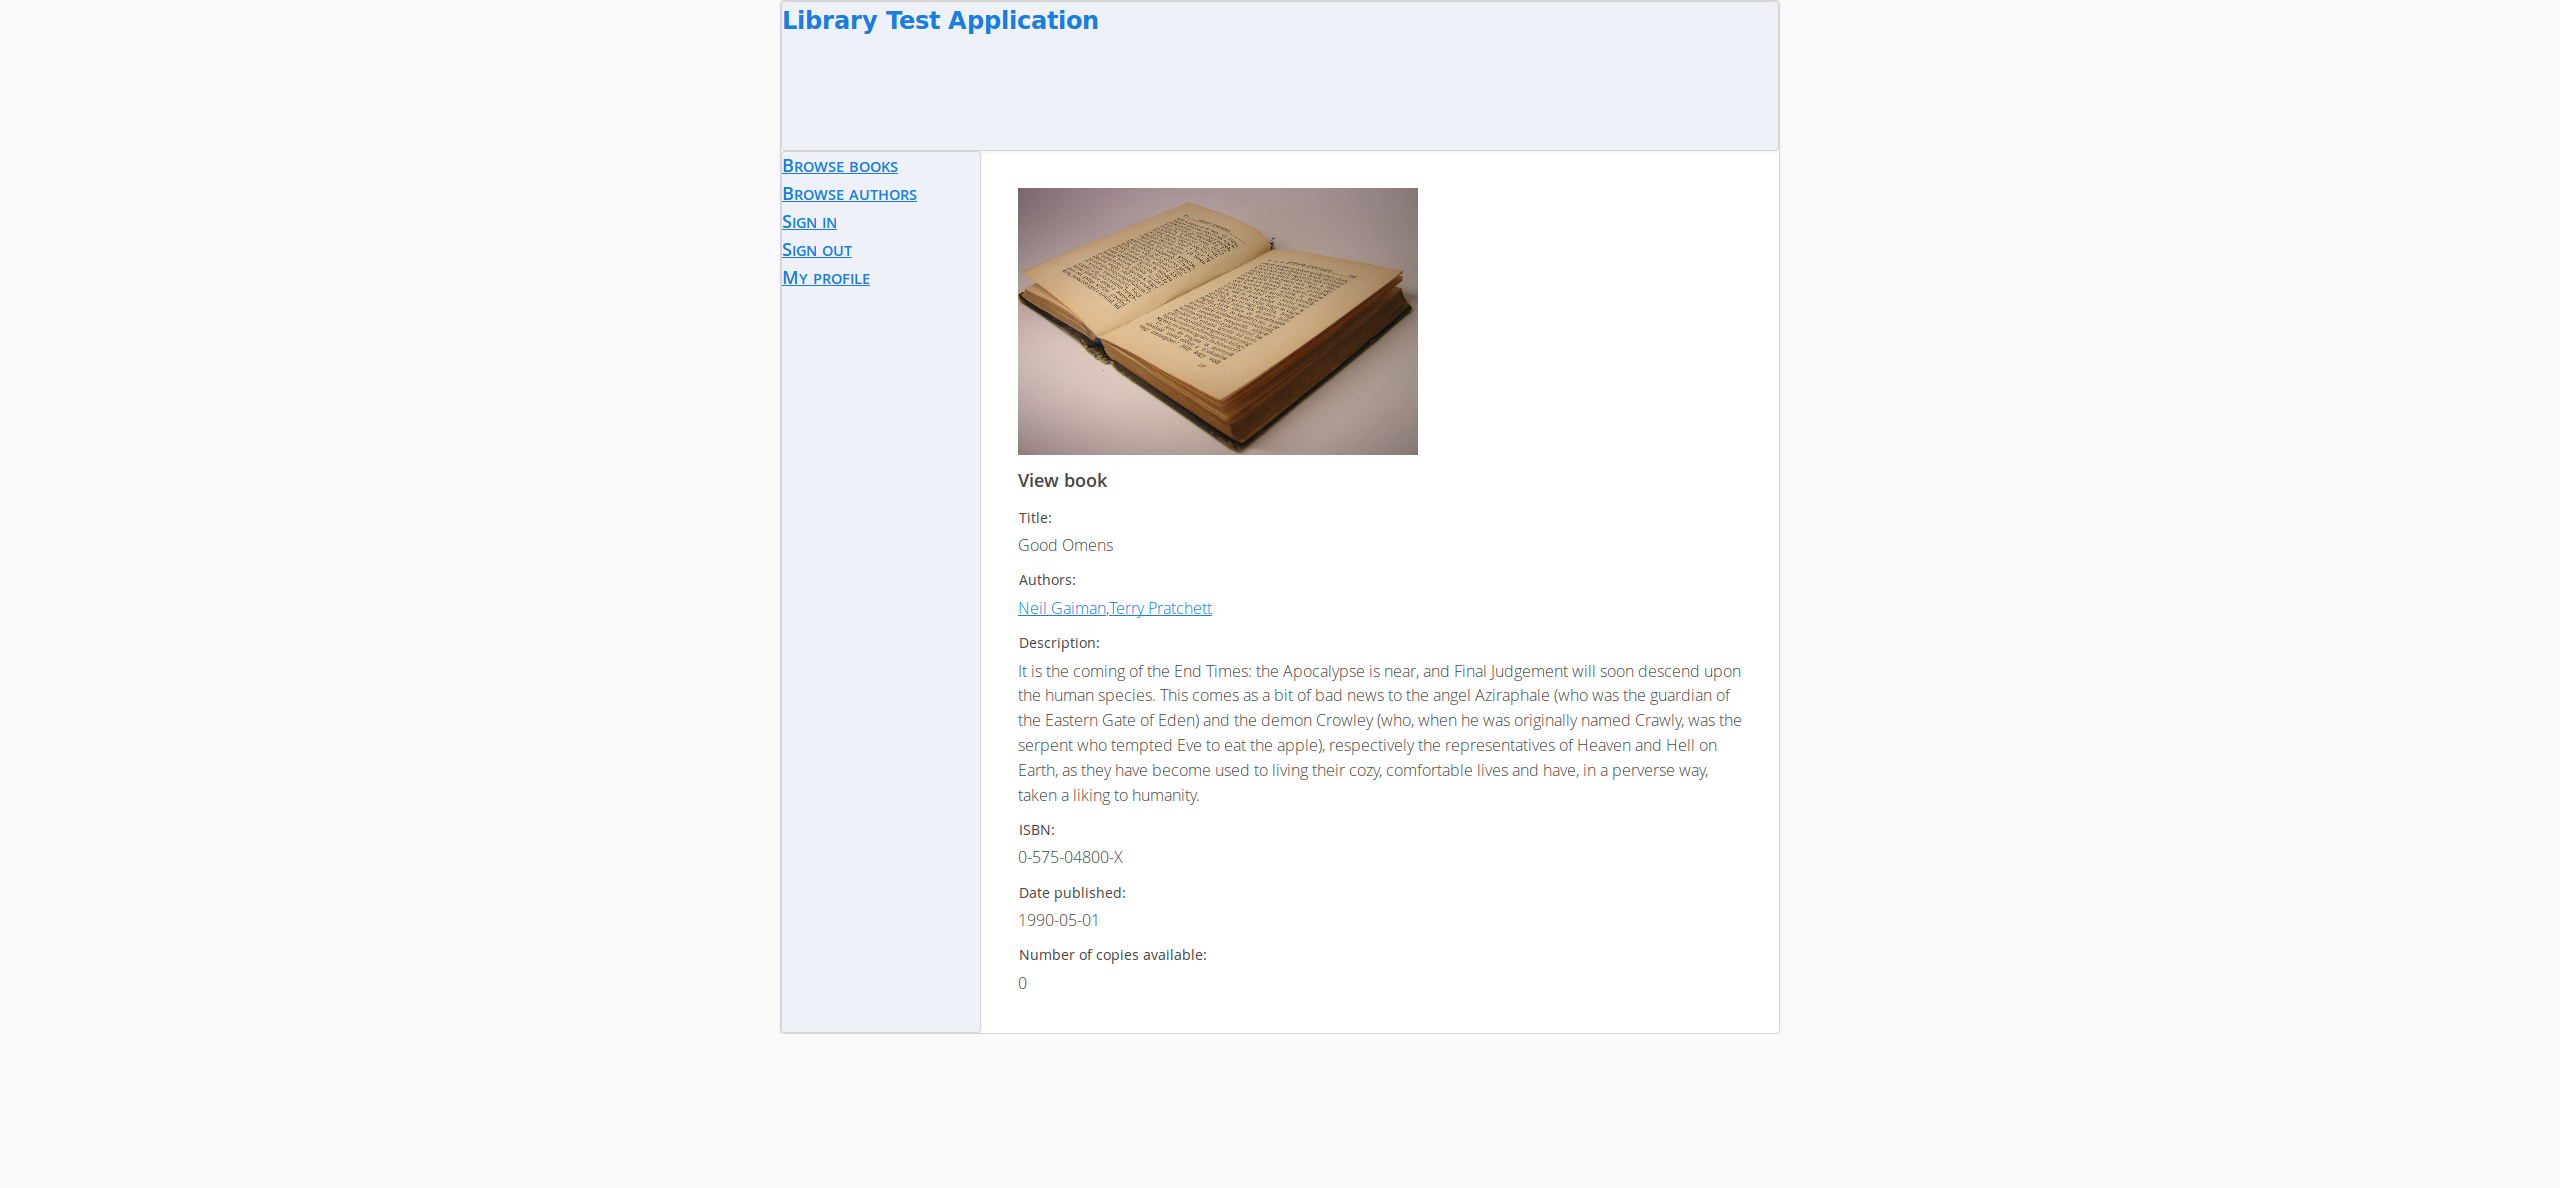 Library Test Application
Browse books
Browse authors
Sign in
Sign out
My profile
View book
Title:
Good Omens
Authors:
Neil Gaiman,Terry Pratchett
Description:
It is the coming of the End Times: the Apocalypse is near, and Final Judgement will soon descend upon
the human species. This comes as a bit of bad news to the angel Aziraphale (who was the guardian of
the Eastern Gate of Eden) and the demon Crowley (who, when he was originally named Crawly, was the
serpent who tempted Eve to eat the apple), respectively the representatives of Heaven and Hell on
Earth, as they have become used to living their cozy, comfortable lives and have, in a perverse way,
taken a liking to humanity.
ISBN:
0-575-04800-X
Date published:
1990-05-01
Number of copies available:
0